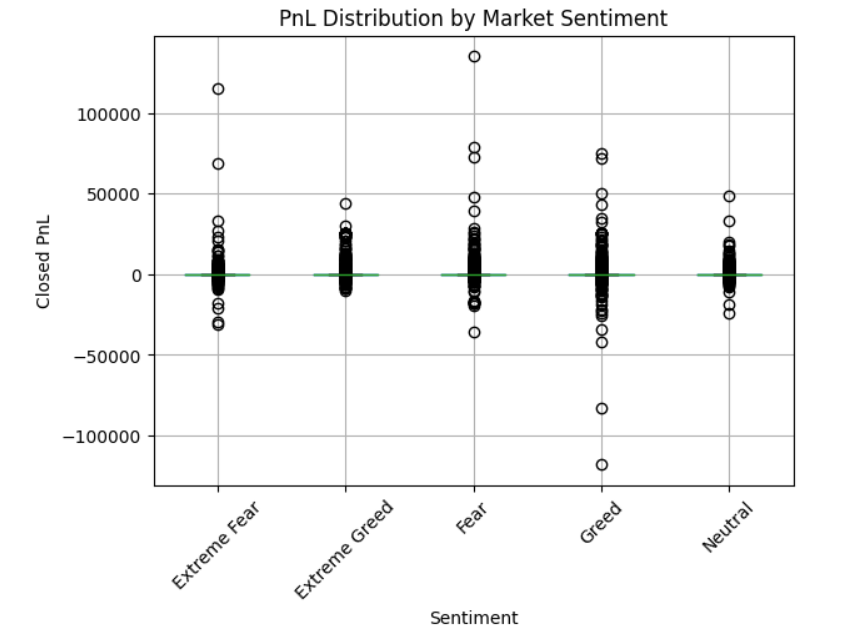 PnL Distribution by Market Sentiment
100000
50000
0
−50000
−100000
Closed PnL
Extreme Fear
Extreme Greed
Fear
Greed
Neutral
Sentiment